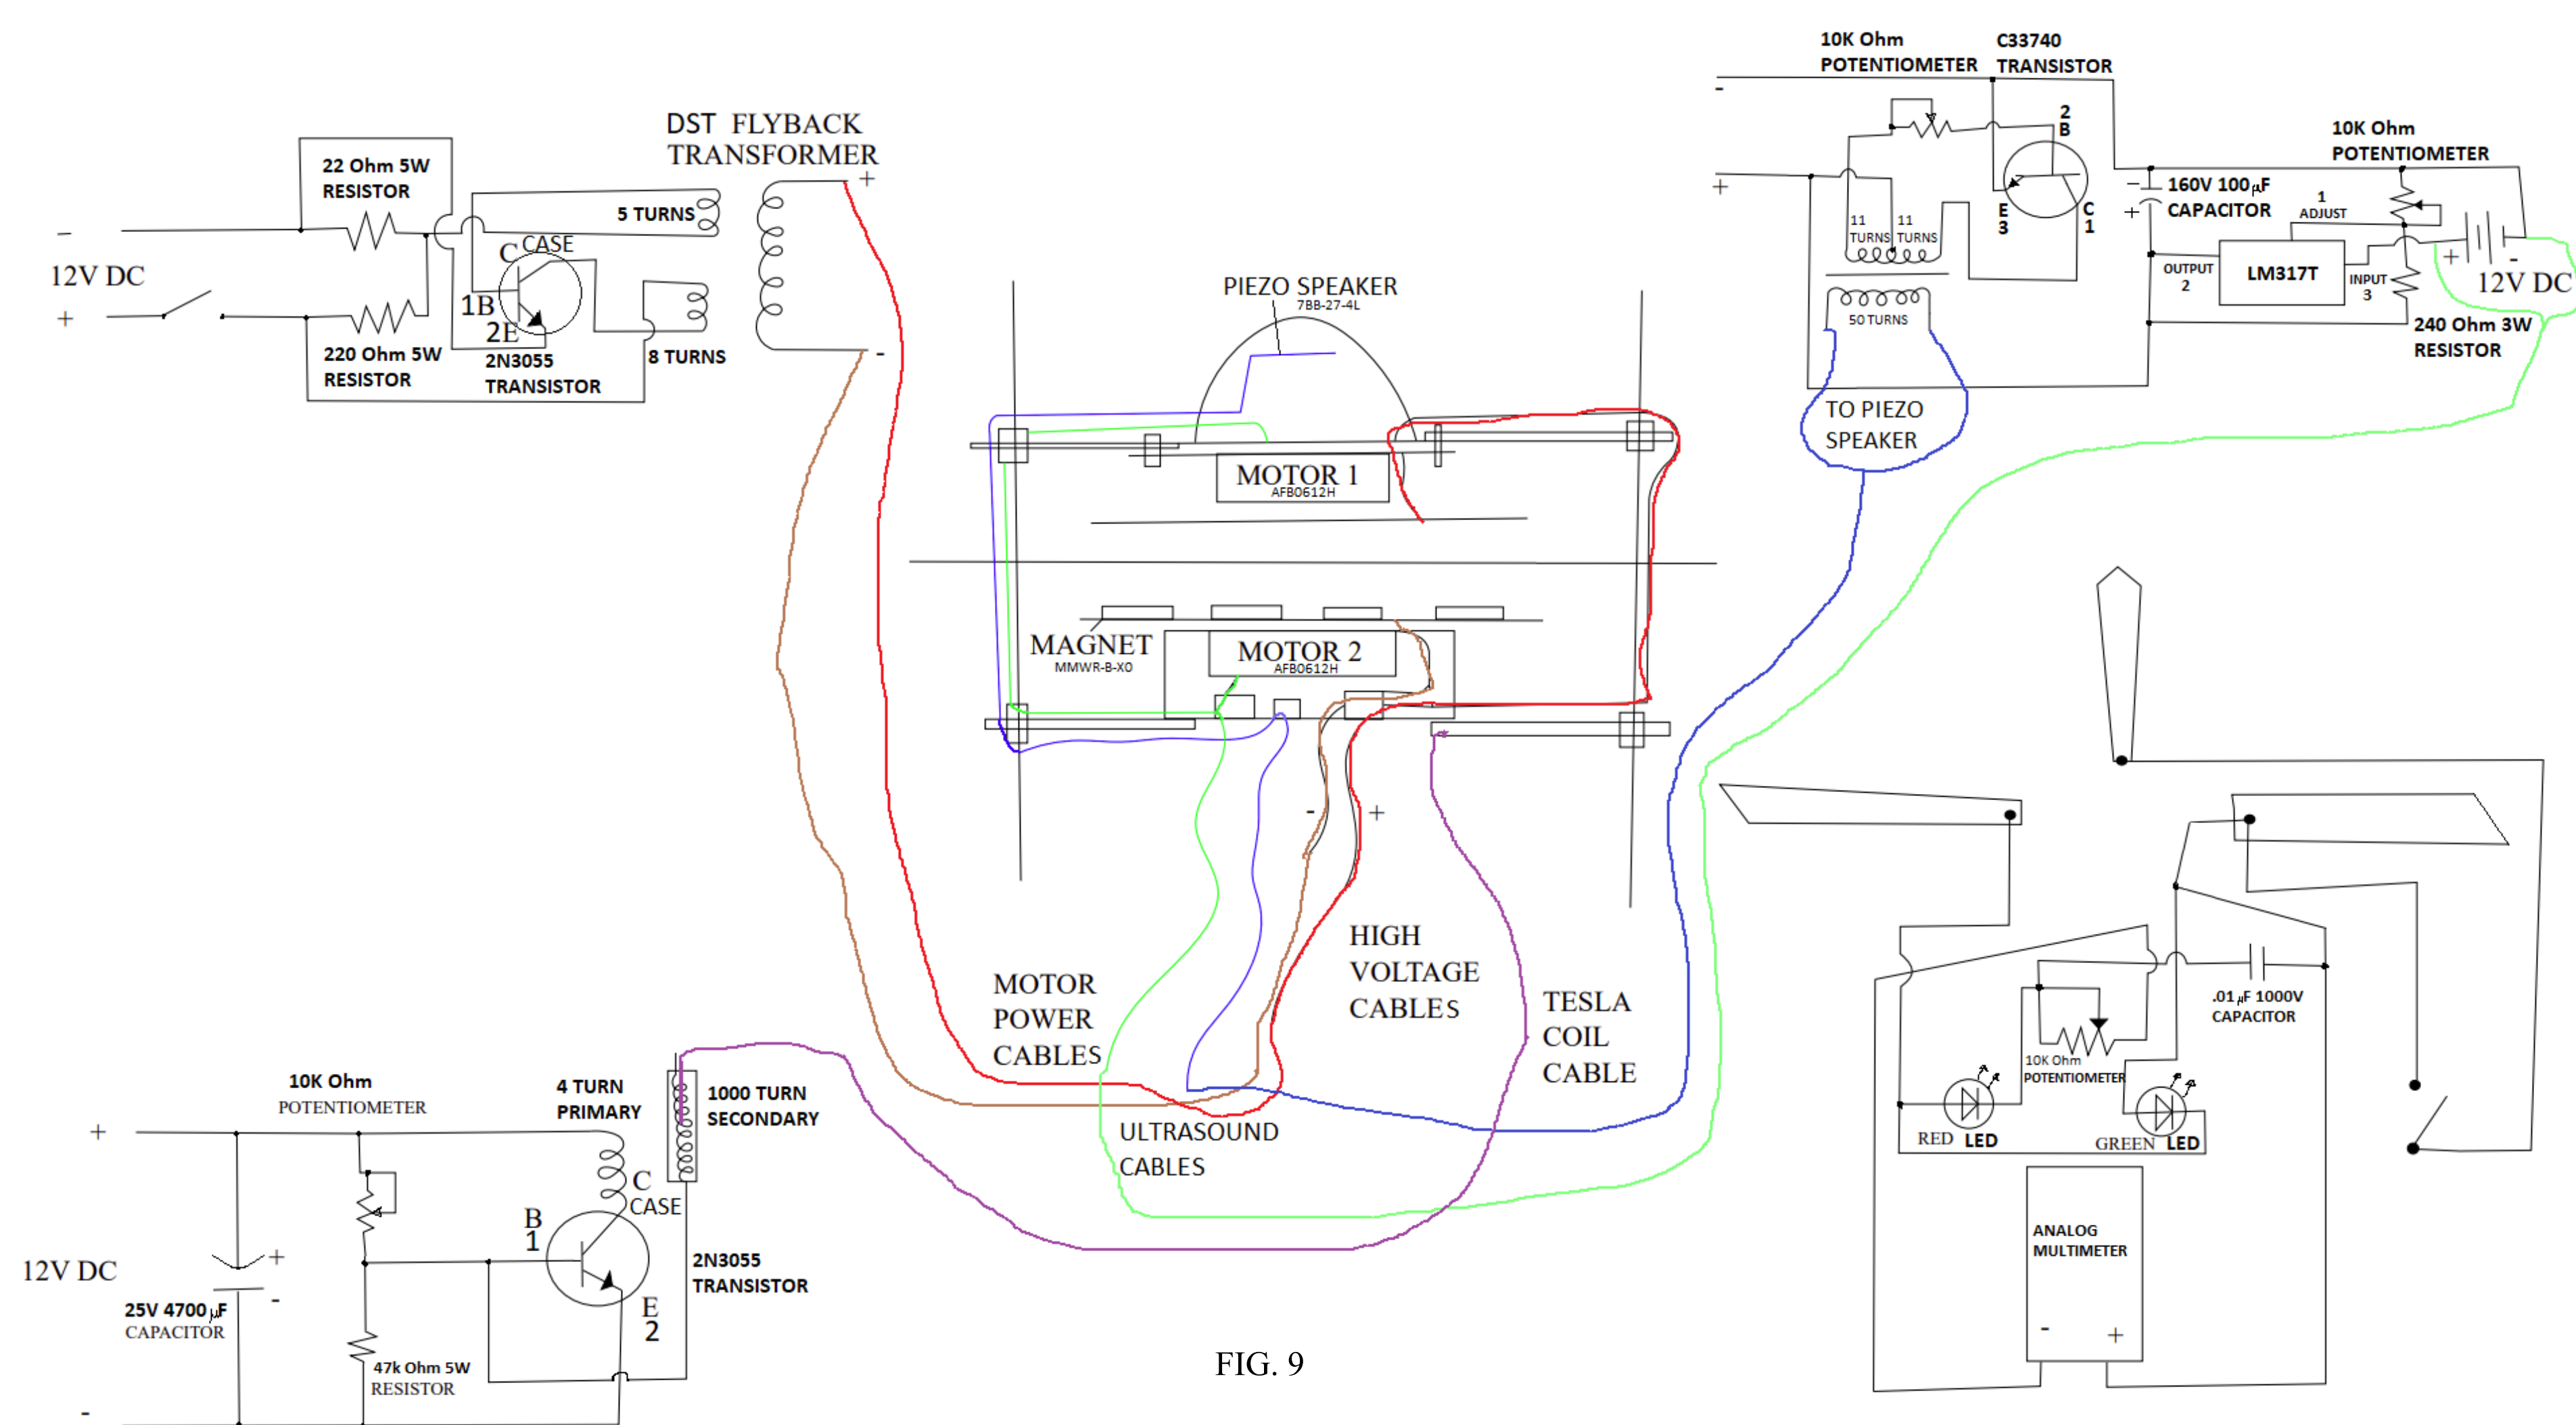 DST FLYBACK
TRANSFORMER
+
-
22 Ohm 5W
RESISTOR
5 TURNS
C CASE
−
12V DC
+
1B
2E
220 Ohm 5W
RESISTOR
2N3055
TRANSISTOR
8 TURNS
10K Ohm
POTENTIOMETER
C33740
TRANSISTOR
-
+
2
B
E
3
C
1
11
TURNS
11
TURNS
50 TURNS
TO PIEZO
SPEAKER
10K Ohm
POTENTIOMETER
−
+
160V 100µF
CAPACITOR
1
ADJUST
OUTPUT
2
LM317T
INPUT
3
+
-
12V DC
240 Ohm 3W
RESISTOR
PIEZO SPEAKER
7BB-27-4L
MOTOR 1
AFB0612H
MAGNET
MMWR-B-X0
MOTOR 2
AFB0612H
-
+
MOTOR
POWER
CABLES
HIGH
VOLTAGE
CABLES
TESLA
COIL
CABLE
ULTRASOUND
CABLES
10K Ohm
POTENTIOMETER
4 TURN
PRIMARY
1000 TURN
SECONDARY
+
C
CASE
B
1
12V DC
+
-
25V 4700µF
CAPACITOR
2N3055
TRANSISTOR
E
2
47k Ohm 5W
RESISTOR
-
.01µF 1000V
CAPACITOR
10K Ohm
POTENTIOMETER
RED LED
GREEN LED
ANALOG
MULTIMETER
-
+
FIG. 9